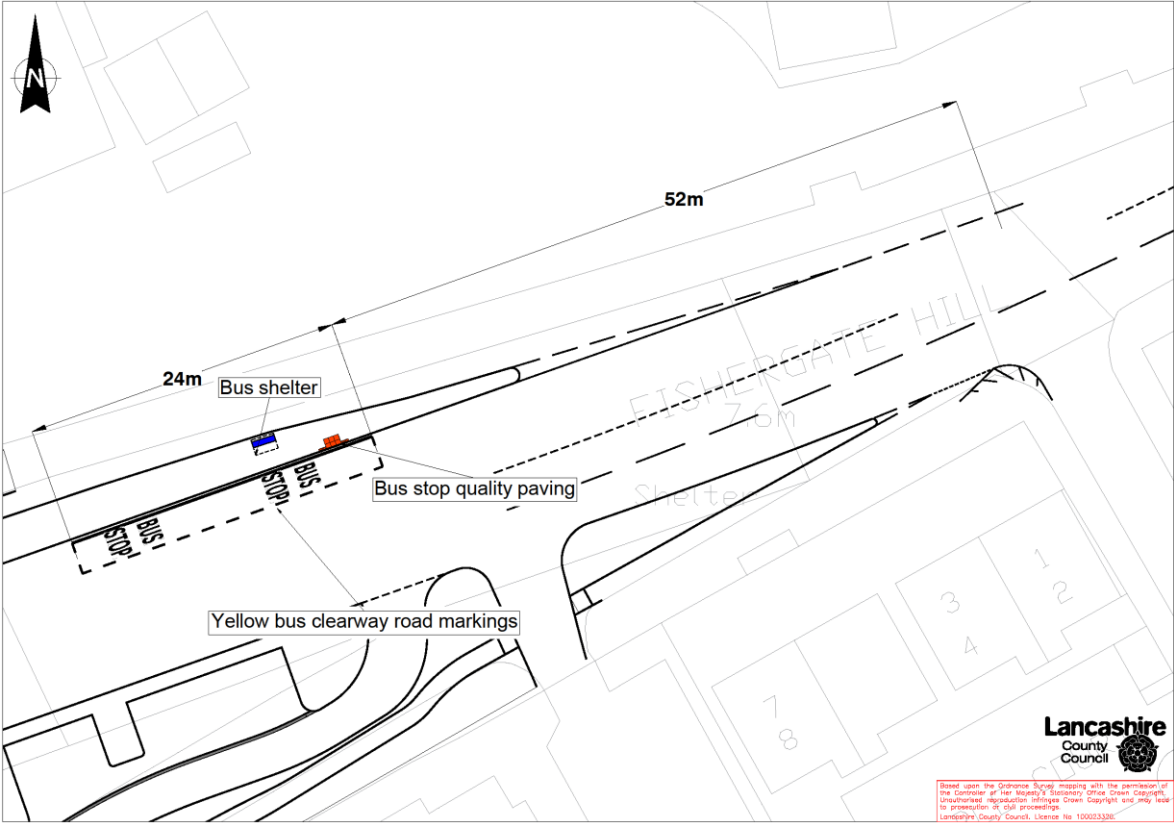 N
52m
24m
Bus shelter
FISHERGATE HILL
7.6m
BUS
STOP
Bus stop quality paving
Shelter
BUS
STOP
1
2
3
4
Yellow bus clearway road markings
7
8
Lancashire
County
Council
Based upon the Ordnance Survey mapping with the permission of
the Controller of Her Majesty's Stationary Office Crown Copyright.
Unauthorised reproduction infringes Crown Copyright and may lead
to prosecution or civil proceedings.
Lancashire County Council. Licence No 100023320.